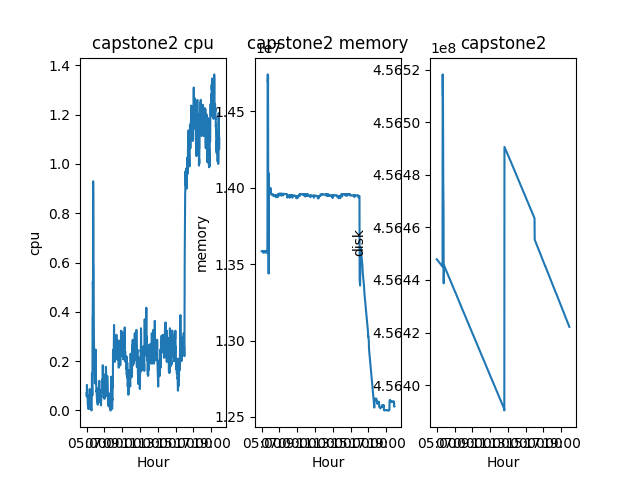 capstone2 cpu
capstone2 memory
capstone2
1e7
1e8
1.4
1.2
1.0
0.8
0.6
0.4
0.2
0.0
cpu
Hour
1.45
1.40
1.35
1.30
1.25
memory
Hour
4.5652
4.5650
4.5648
4.5646
4.5644
4.5642
4.5640
disk
Hour